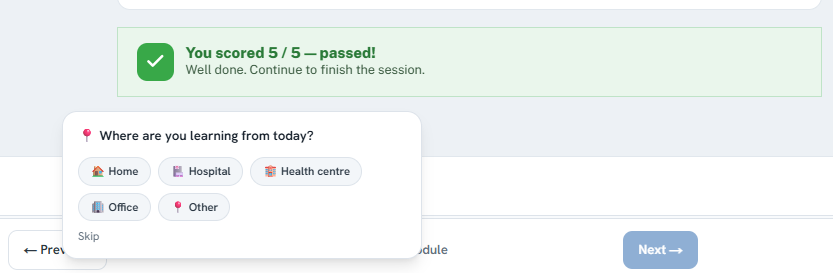 You scored 5 / 5 — passed!
Well done. Continue to finish the session.
Where are you learning from today?
Home Hospital Health centre
Office Other
Skip
← Next →